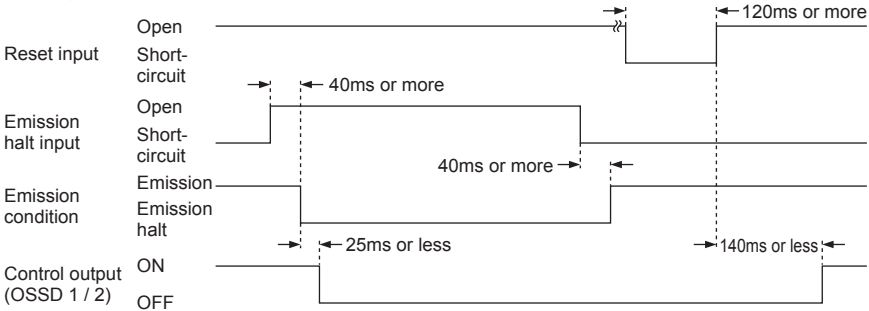 120ms or more
Open
Reset input
Short-
circuit
40ms or more
Open
Emission
halt input
Short-
circuit
40ms or more
Emission
Emission
condition
Emission
halt
25ms or less
140ms or less
ON
Control output
(OSSD 1 / 2)
OFF